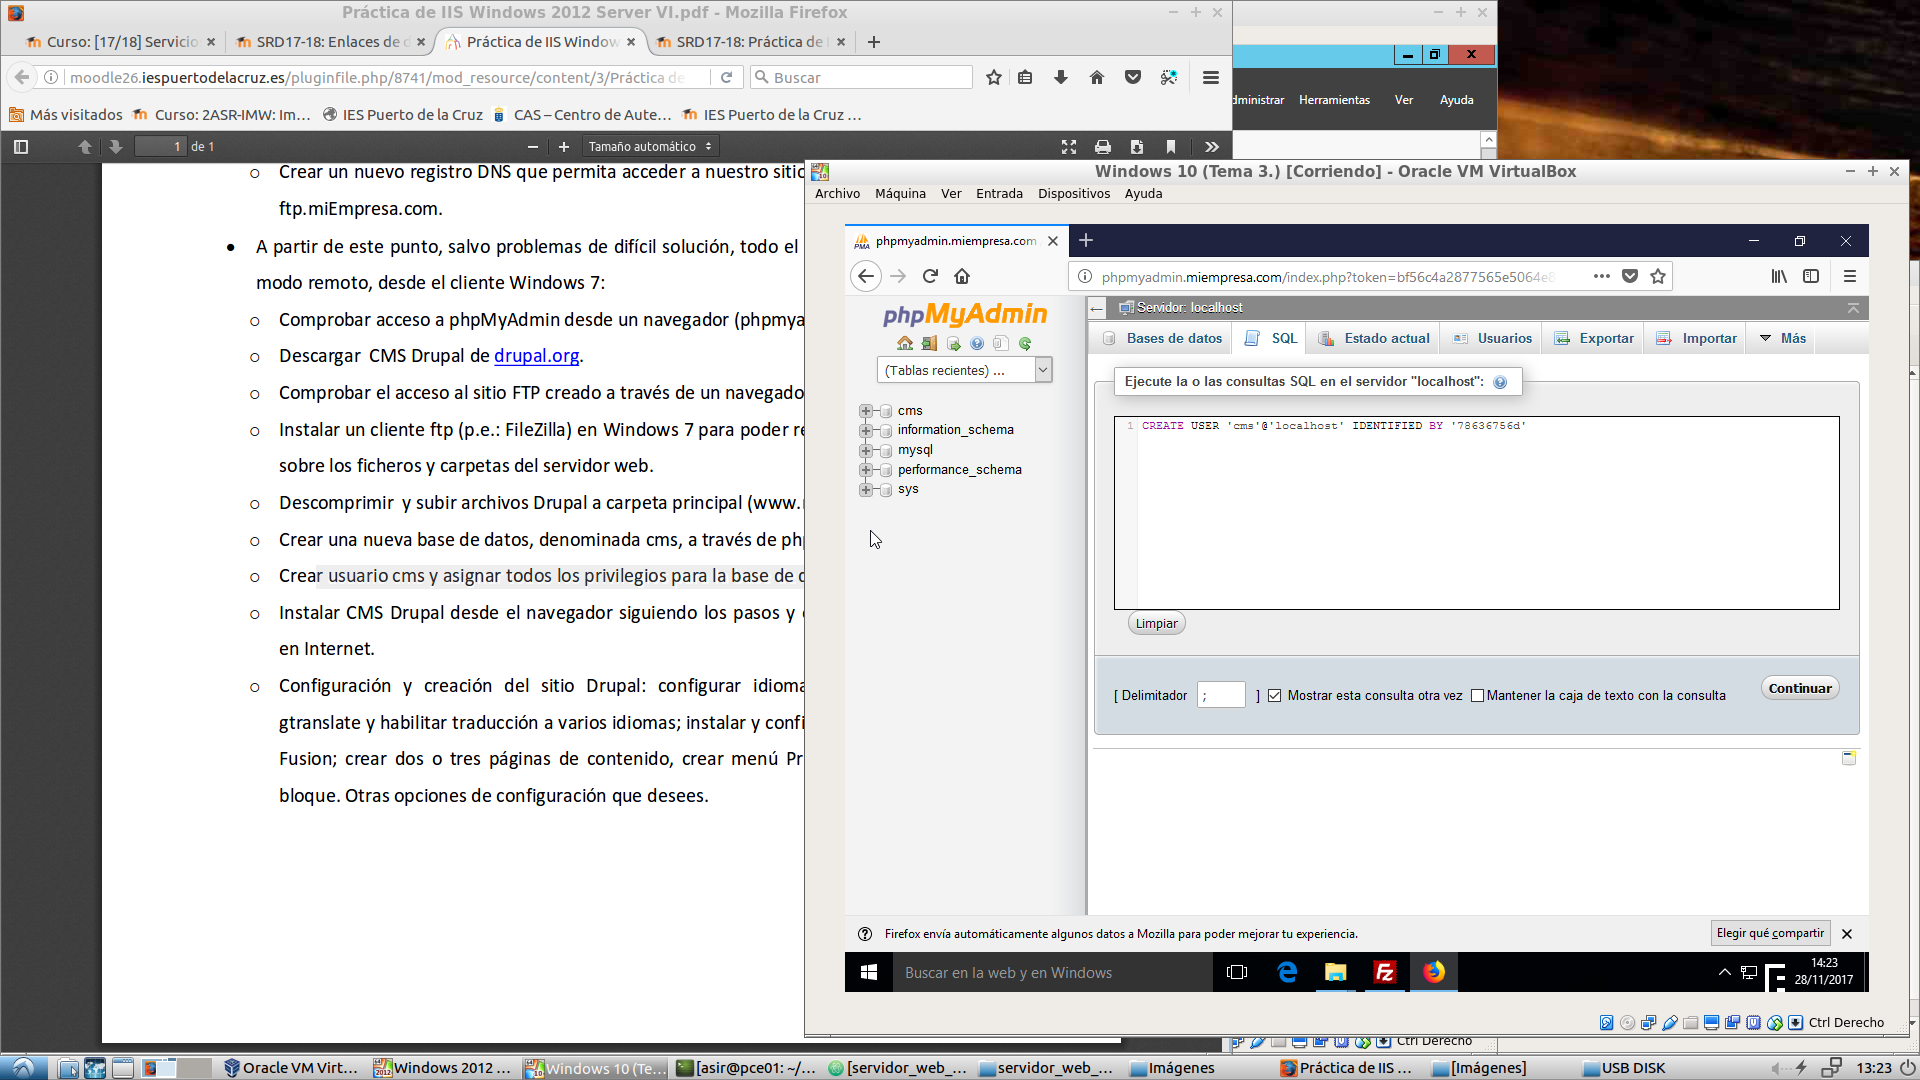 Práctica de IIS Windows 2012 Server VI.pdf - Mozilla Firefox
Curso: [17/18] Servicio
SRD17-18: Enlaces de d
Práctica de IIS Window
SRD17-18: Práctica de
moodle26.iespuertodelacruz.es/pluginfile.php/8741/mod_resource/content/3/Práctica de
Buscar
Más visitados
Curso: 2ASR-IMW: Im...
IES Puerto de la Cruz
CAS – Centro de Aute...
IES Puerto de la Cruz ...
1 de 1
Tamaño automático
dministrar Herramientas Ver Ayuda
Crear un nuevo registro DNS que permita acceder a nuestro sitio
ftp.miEmpresa.com.
A partir de este punto, salvo problemas de difícil solución, todo el
modo remoto, desde el cliente Windows 7:
Comprobar acceso a phpMyAdmin desde un navegador (phpmya
Descargar CMS Drupal de drupal.org.
Comprobar el acceso al sitio FTP creado a través de un navegado
Instalar un cliente ftp (p.e.: FileZilla) en Windows 7 para poder re
sobre los ficheros y carpetas del servidor web.
Descomprimir y subir archivos Drupal a carpeta principal (www.
Crear una nueva base de datos, denominada cms, a través de ph
Crear usuario cms y asignar todos los privilegios para la base de d
Instalar CMS Drupal desde el navegador siguiendo los pasos y
en Internet.
Configuración y creación del sitio Drupal: configurar idioma
gtranslate y habilitar traducción a varios idiomas; instalar y confi
Fusion; crear dos o tres páginas de contenido, crear menú Pr
bloque. Otras opciones de configuración que desees.
Windows 10 (Tema 3.) [Corriendo] - Oracle VM VirtualBox
Archivo Máquina Ver Entrada Dispositivos Ayuda
PMA phpmyadmin.miempresa.com
phpmyadmin.miempresa.com/index.php?token=bf56c4a2877565e5064e8
phpMyAdmin
(Tablas recientes) ...
cms
information_schema
mysql
performance_schema
sys
Servidor: localhost
Bases de datos
SQL
Estado actual
Usuarios
Exportar
Importar
Más
Ejecute la o las consultas SQL en el servidor "localhost":
1 CREATE USER 'cms'@'localhost' IDENTIFIED BY '78636756d'
Limpiar
[ Delimitador ; ] Mostrar esta consulta otra vez Mantener la caja de texto con la consulta
Continuar
Firefox envía automáticamente algunos datos a Mozilla para poder mejorar tu experiencia.
Elegir qué compartir
Buscar en la web y en Windows
14:23
28/11/2017
Ctrl Derecho
Ctrl Derecho
Oracle VM Virt...
Windows 2012 ...
Windows 10 (Te...
[asir@pce01: ~/...
[servidor_web_...
servidor_web_...
Imágenes
Práctica de IIS ...
[Imágenes]
USB DISK
13:23